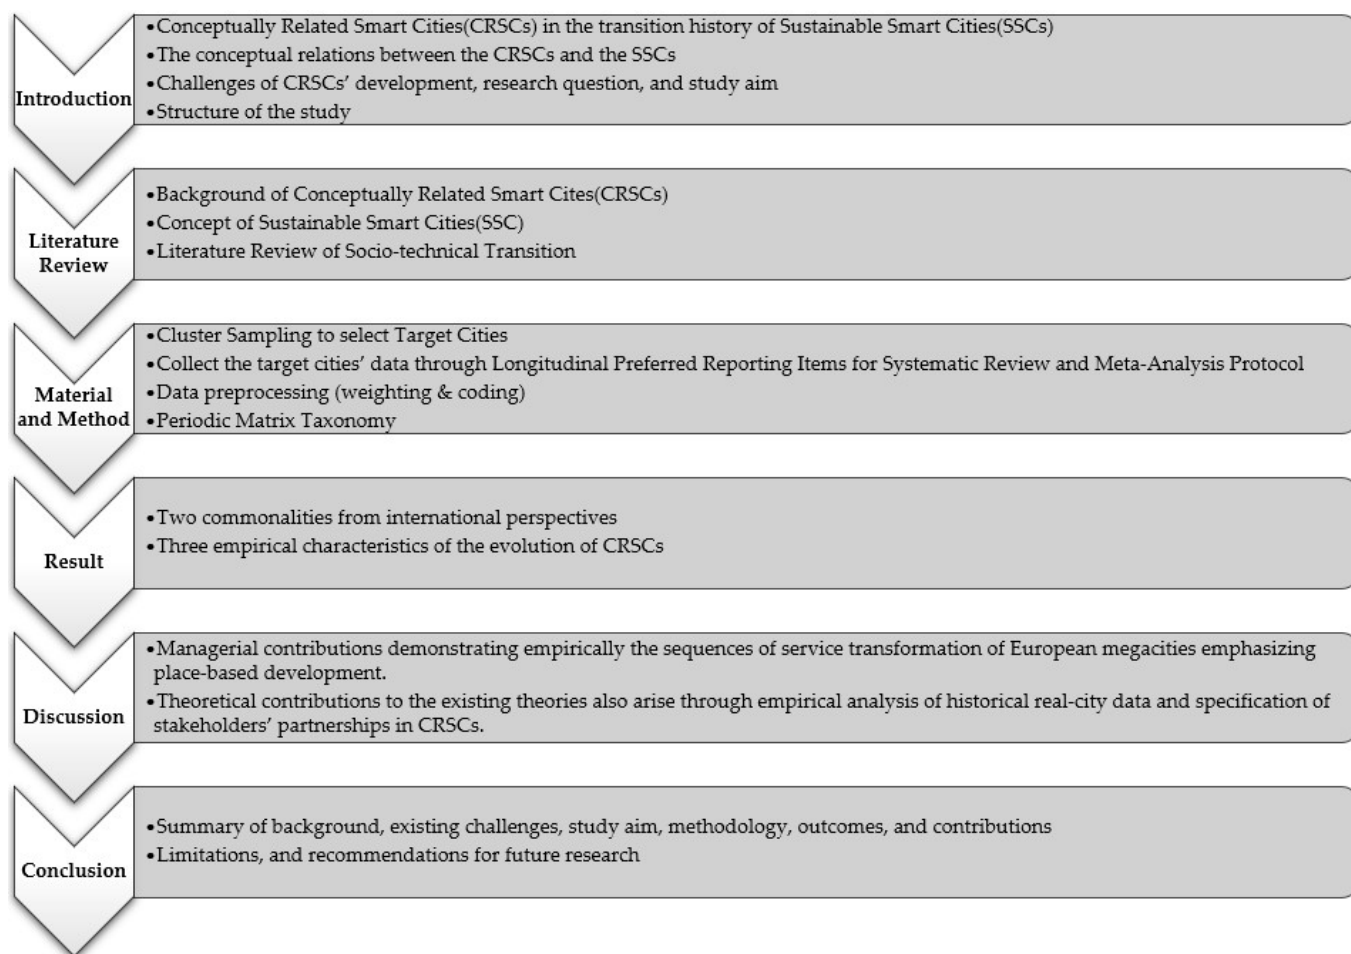 Introduction
•Conceptually Related Smart Cities(CRSCs) in the transition history of Sustainable Smart Cities(SSCs)
•The conceptual relations between the CRSCs and the SSCs
•Challenges of CRSCs’ development, research question, and study aim
•Structure of the study
Literature
Review
•Background of Conceptually Related Smart Cites(CRSCs)
•Concept of Sustainable Smart Cities(SSC)
•Literature Review of Socio-technical Transition
Material
and Method
•Cluster Sampling to select Target Cities
•Collect the target cities’ data through Longitudinal Preferred Reporting Items for Systematic Review and Meta-Analysis Protocol
•Data preprocessing (weighting & coding)
•Periodic Matrix Taxonomy
Result
•Two commonalities from international perspectives
•Three empirical characteristics of the evolution of CRSCs
Discussion
•Managerial contributions demonstrating empirically the sequences of service transformation of European megacities emphasizing
place-based development.
•Theoretical contributions to the existing theories also arise through empirical analysis of historical real-city data and specification of
stakeholders’ partnerships in CRSCs.
Conclusion
•Summary of background, existing challenges, study aim, methodology, outcomes, and contributions
•Limitations, and recommendations for future research